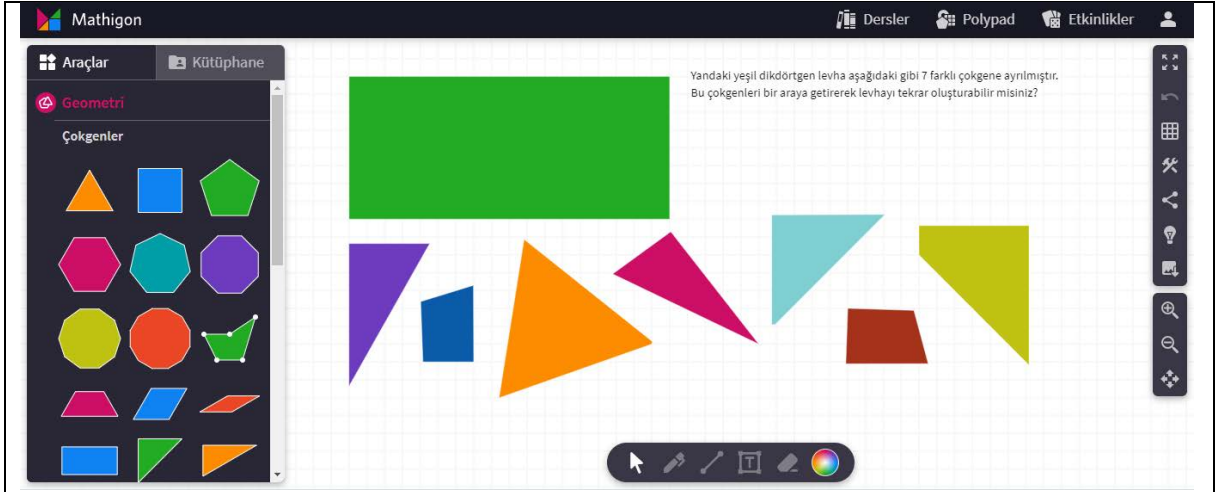 Mathigon
Dersler
Polypad
Etkinlikler
Araçlar
Kütüphane
Geometri
Çokgenler
Yandaki yeşil dikdörtgen levha aşağıdaki gibi 7 farklı çokgene ayrılmıştır.
Bu çokgenleri bir araya getirerek levhayı tekrar oluşturabilir misiniz?
T